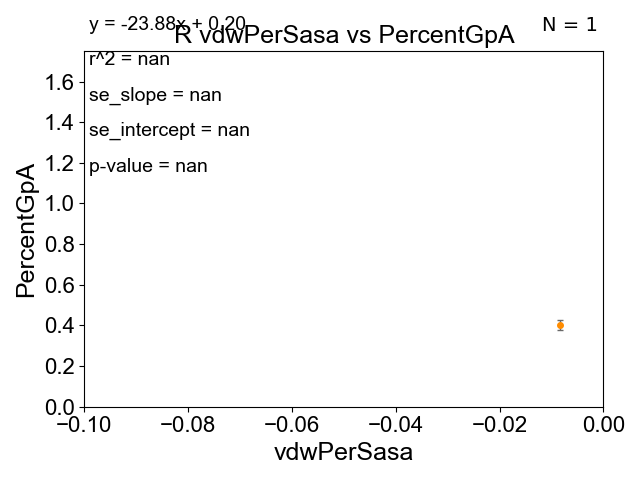 y = -23.88x + 0.20
R vdwPerSasa vs PercentGpA
N = 1
r^2 = nan
se_slope = nan
se_intercept = nan
p-value = nan
PercentGpA
1.6
1.4
1.2
1.0
0.8
0.6
0.4
0.2
0.0
−0.10 −0.08 −0.06 −0.04 −0.02 0.00
vdwPerSasa